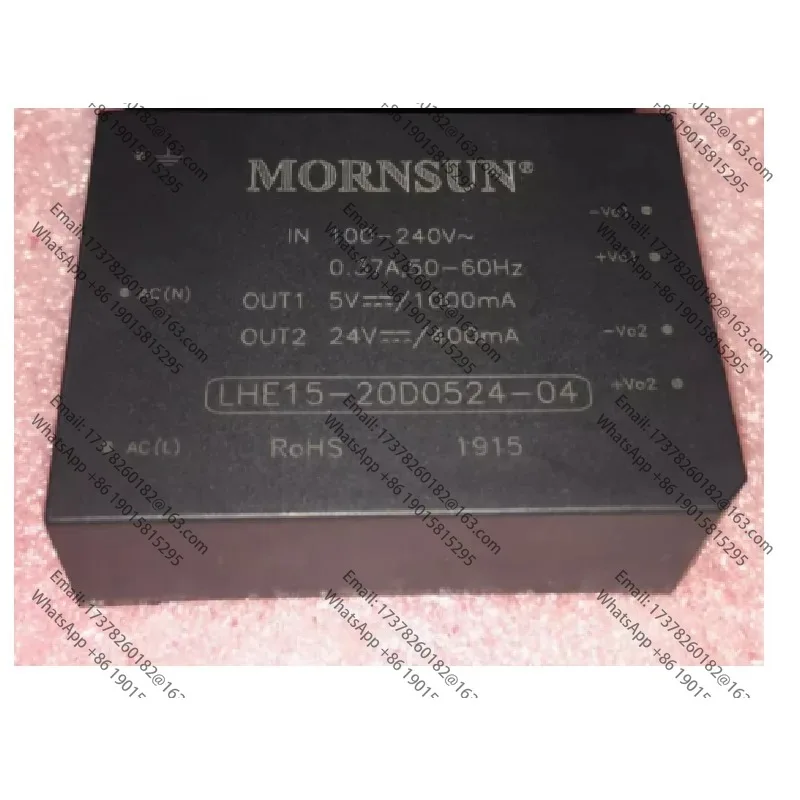 MORNSUN®
-Vo1
IN 100-240V~
+Vo1
0.37A 50-60Hz
AC(N)
OUT1 5V⎓/1000mA
OUT2 24V⎓/400mA
-Vo2
+Vo2
LHE15-20D0524-04
AC(L)
RoHS 1915
Email: 17378260182@163.com
WhatsApp +86 19015815295